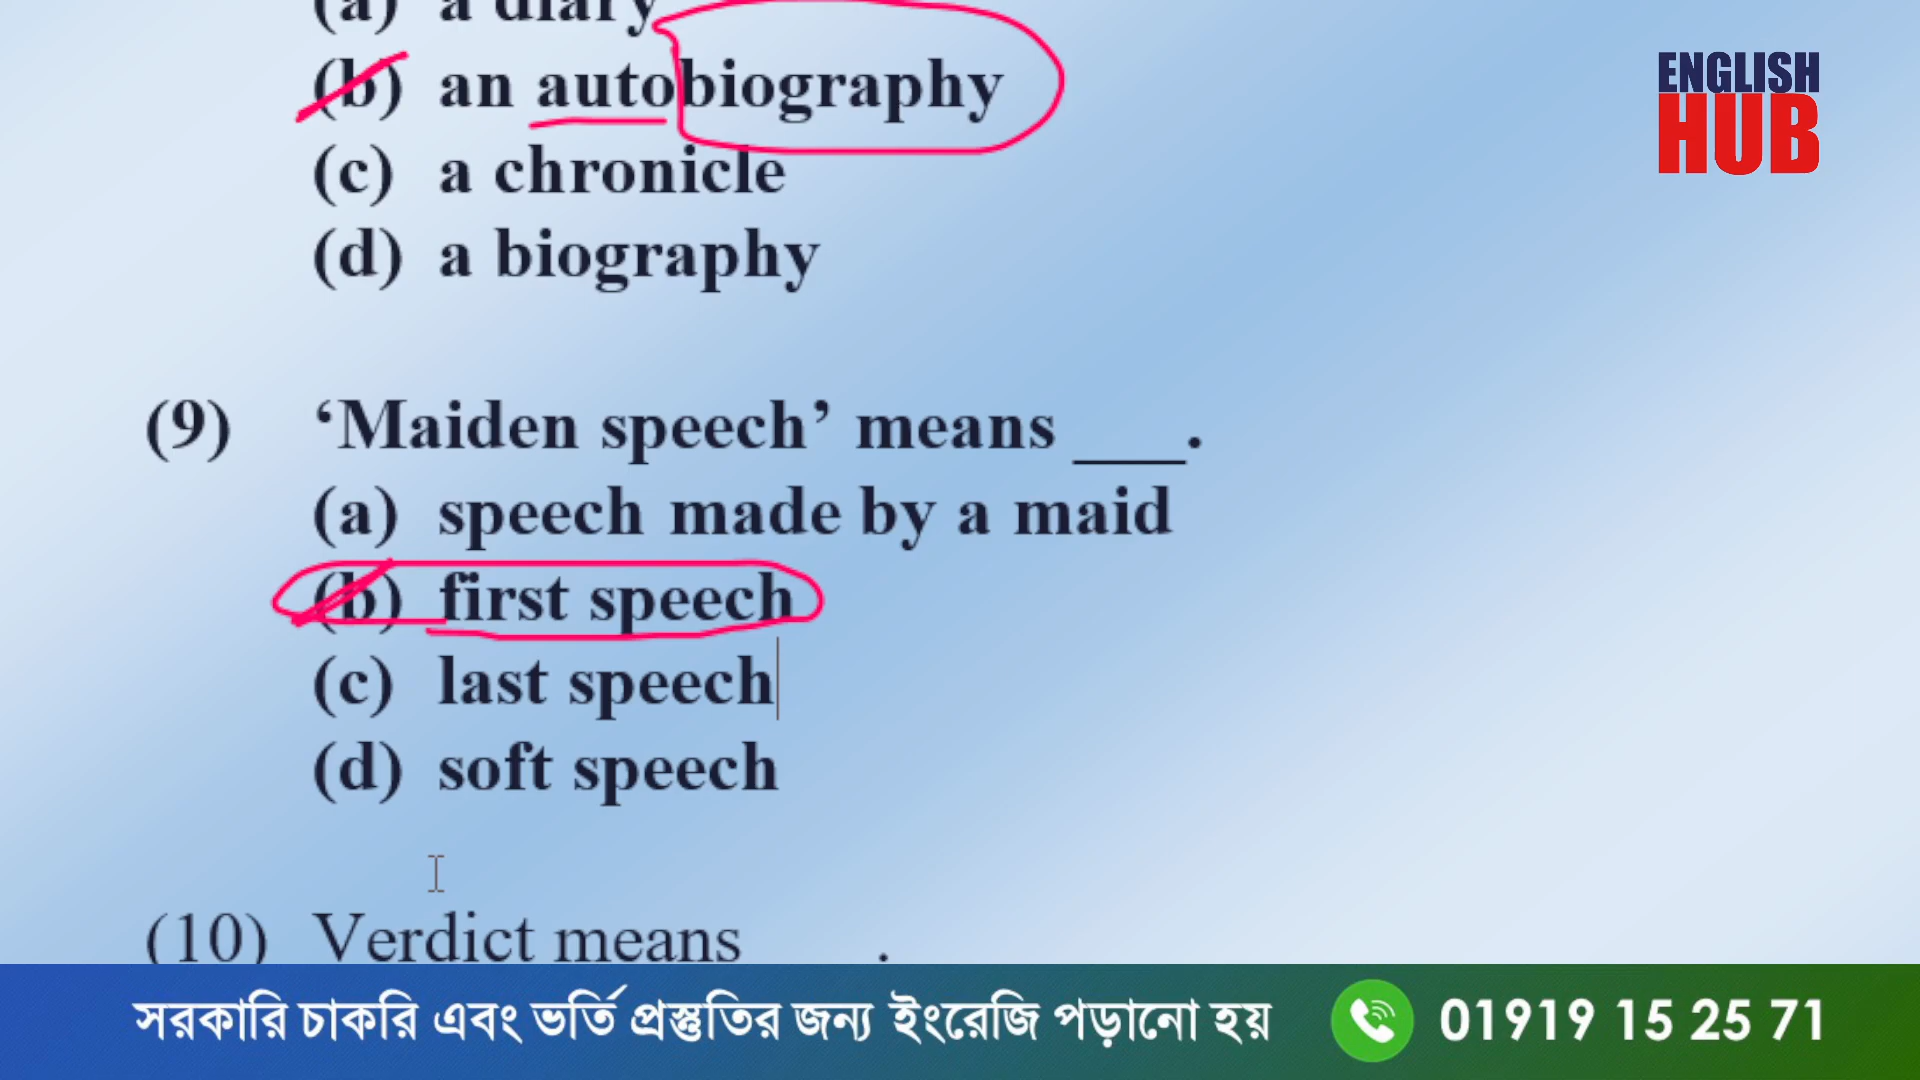 (a) a diary
(b) an autobiography
(c) a chronicle
(d) a biography
ENGLISH
HUB
(9) ‘Maiden speech’ means ___.
(a) speech made by a maid
(b) first speech
(c) last speech
(d) soft speech
(10) Verdict means .
সরকারি চাকরি এবং ভর্তি প্রস্তুতির জন্য ইংরেজি পড়ানো হয় 01919 15 25 71